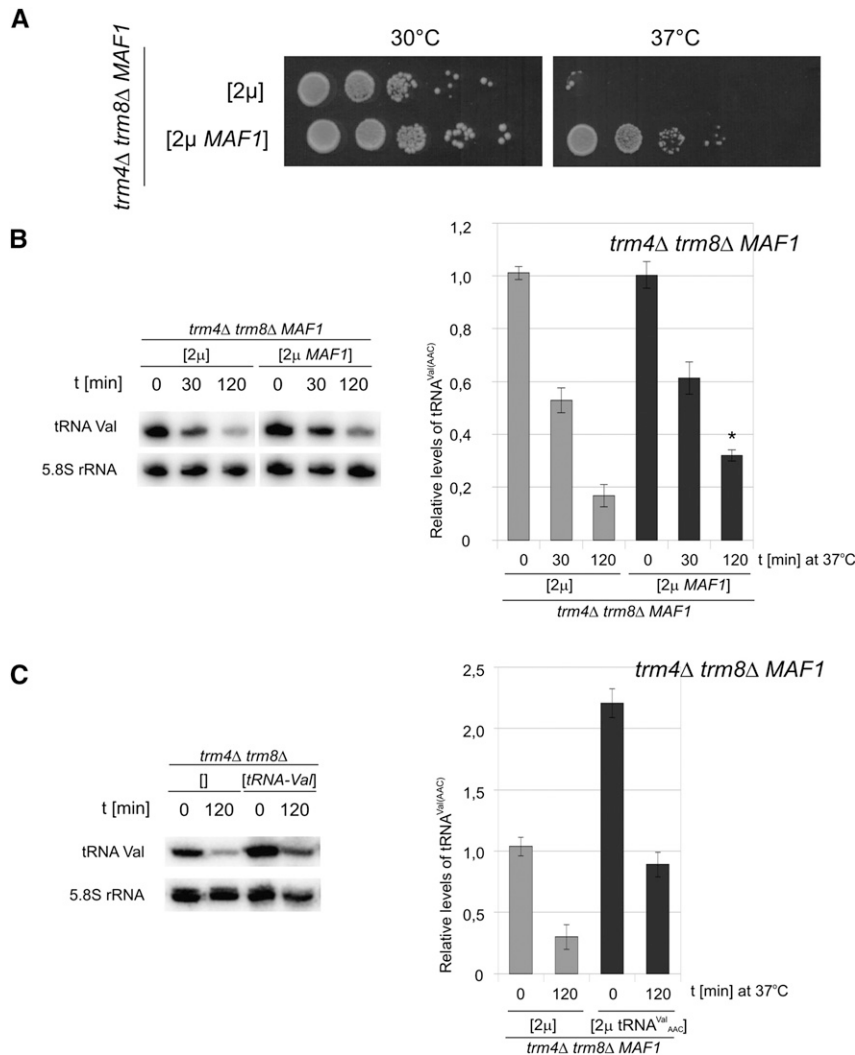 A
30°C 37°C
trm4Δ trm8Δ MAF1
[2µ]
[2µ MAF1]
B
trm4Δ trm8Δ MAF1
[2µ] [2µ MAF1]
t [min] 0 30 120 0 30 120
tRNA Val
5.8S rRNA
trm4Δ trm8Δ MAF1
Relative levels of tRNA^Val(AAC)
1,2
1,0
0,8
0,6
0,4
0,2
0
*
0 30 120 0 30 120 t [min] at 37°C
[2µ] [2µ MAF1]
trm4Δ trm8Δ MAF1
C
trm4Δ trm8Δ
[] [tRNA-Val]
t [min] 0 120 0 120
tRNA Val
5.8S rRNA
trm4Δ trm8Δ MAF1
Relative levels of tRNA^Val(AAC)
2,5
2,0
1,5
1,0
0,5
0
0 120 0 120 t [min] at 37°C
[2µ] [2µ tRNA^Val_AAC]
trm4Δ trm8Δ MAF1